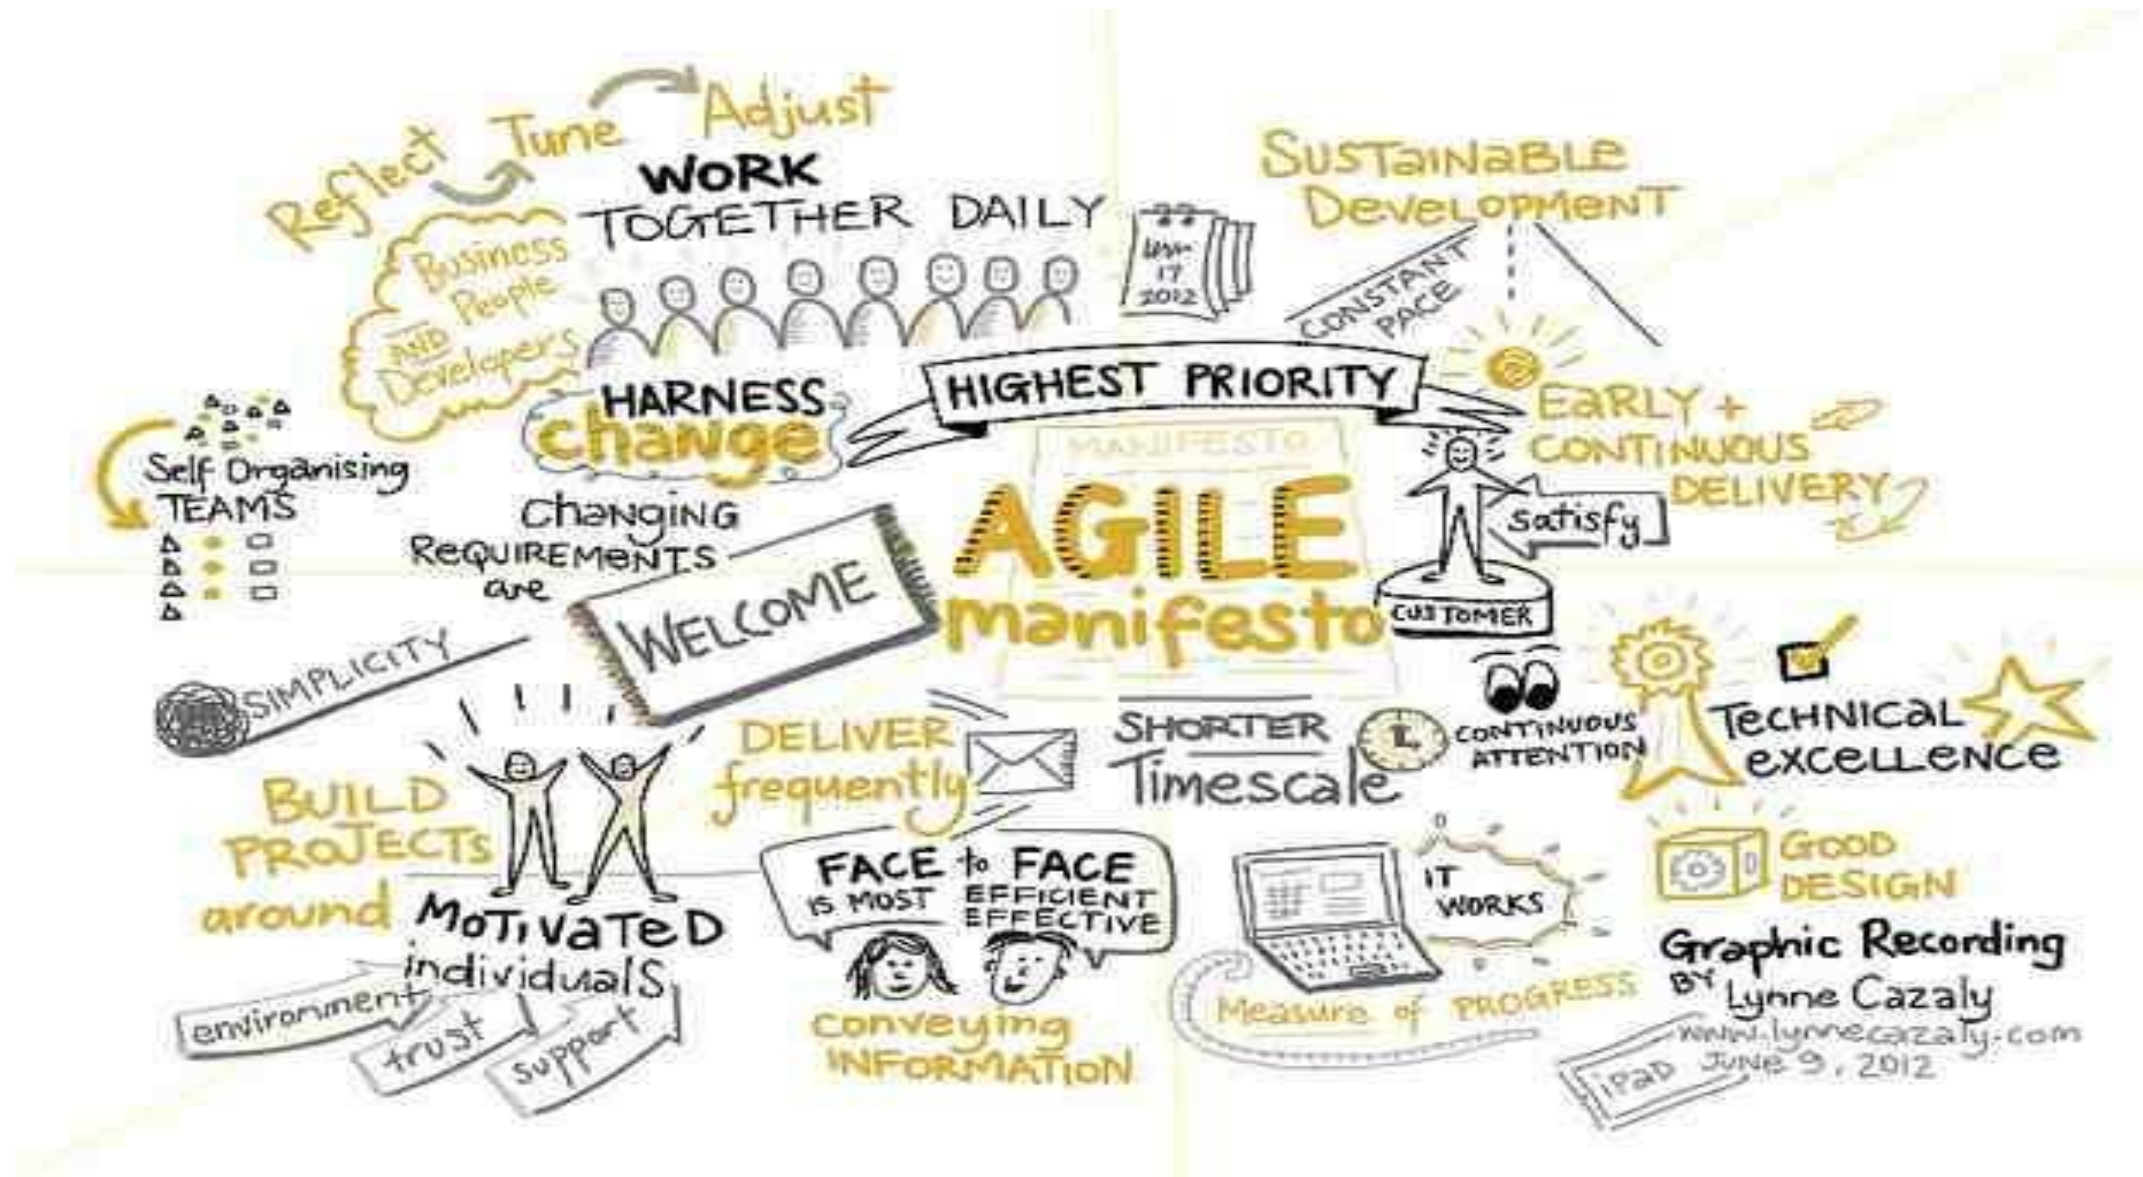 Reflect
Tune
Adjust
WORK
TOGETHER DAILY
Business
People
AND
Developers
17
2012
SUSTAINABLE
DEVELOPMENT
CONSTANT
PACE
HIGHEST PRIORITY
EARLY +
CONTINUOUS
DELIVERY
satisfy
CUSTOMER
HARNESS
change
CHANGING
REQUIREMENTS
are
WELCOME
Self Organising
TEAMS
SIMPLICITY
MANIFESTO
AGILE
manifesto
CONTINUOUS
ATTENTION
TECHNICAL
EXCELLENCE
GOOD
DESIGN
DELIVER
frequently
SHORTER
Timescale
BUILD
PROJECTS
around
MOTIVATED
individuals
environment
trust
support
FACE to FACE
IS MOST
EFFICIENT
EFFECTIVE
conveying
INFORMATION
IT
WORKS
Measure of PROGRESS
Graphic Recording
BY
Lynne Cazaly
www.lynnecazaly.com
JUNE 9, 2012
iPad